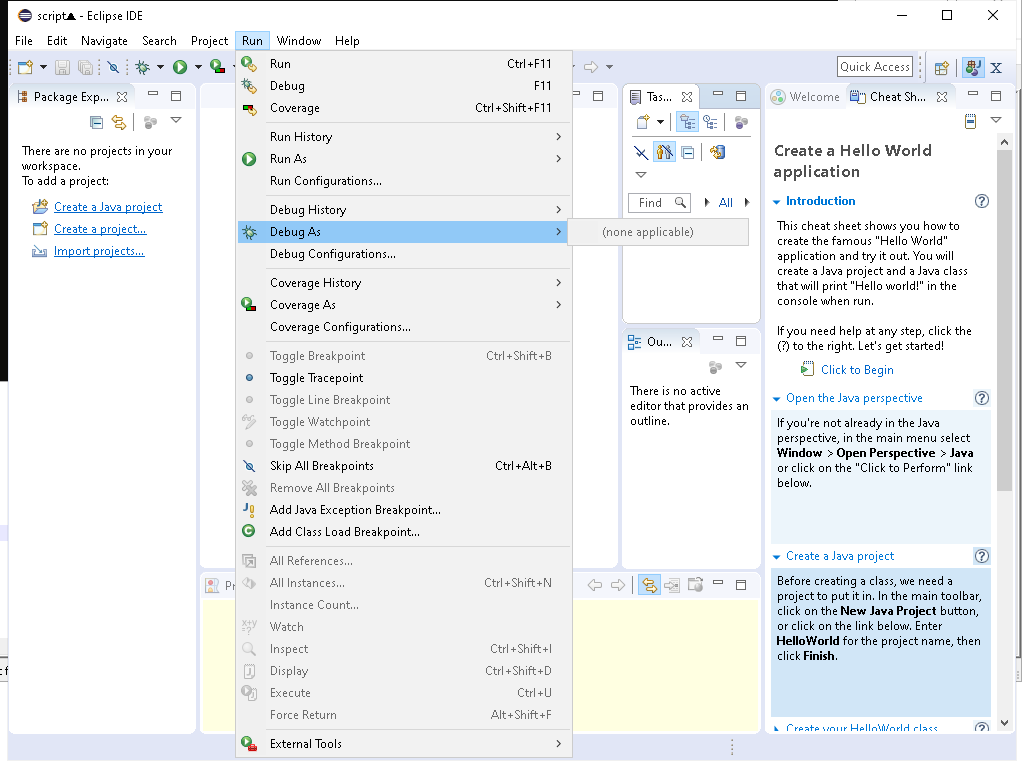 script▲ - Eclipse IDE
File Edit Navigate Search Project Run Window Help
Quick Access
Package Exp...
There are no projects in your
workspace.
To add a project:
Create a Java project
Create a project...
Import projects...
Run Ctrl+F11
Debug F11
Coverage Ctrl+Shift+F11
Run History
Run As
Run Configurations...
Debug History
Debug As
(none applicable)
Debug Configurations...
Coverage History
Coverage As
Coverage Configurations...
Toggle Breakpoint Ctrl+Shift+B
Toggle Tracepoint
Toggle Line Breakpoint
Toggle Watchpoint
Toggle Method Breakpoint
Skip All Breakpoints Ctrl+Alt+B
Remove All Breakpoints
Add Java Exception Breakpoint...
Add Class Load Breakpoint...
All References...
All Instances... Ctrl+Shift+N
Instance Count...
Watch
Inspect Ctrl+Shift+I
Display Ctrl+Shift+D
Execute Ctrl+U
Force Return Alt+Shift+F
External Tools
Tas...
Find All
Ou...
There is no active
editor that provides an
outline.
Welcome Cheat Sh...
Create a Hello World
application
Introduction
This cheat sheet shows you how to
create the famous "Hello World"
application and try it out. You will
create a Java project and a Java class
that will print "Hello world!" in the
console when run.
If you need help at any step, click the
(?) to the right. Let's get started!
Click to Begin
Open the Java perspective
If you're not already in the Java
perspective, in the main menu select
Window > Open Perspective > Java
or click on the "Click to Perform" link
below.
Create a Java project
Before creating a class, we need a
project to put it in. In the main toolbar,
click on the New Java Project button,
or click on the link below. Enter
HelloWorld for the project name, then
click Finish.
Create your HelloWorld class